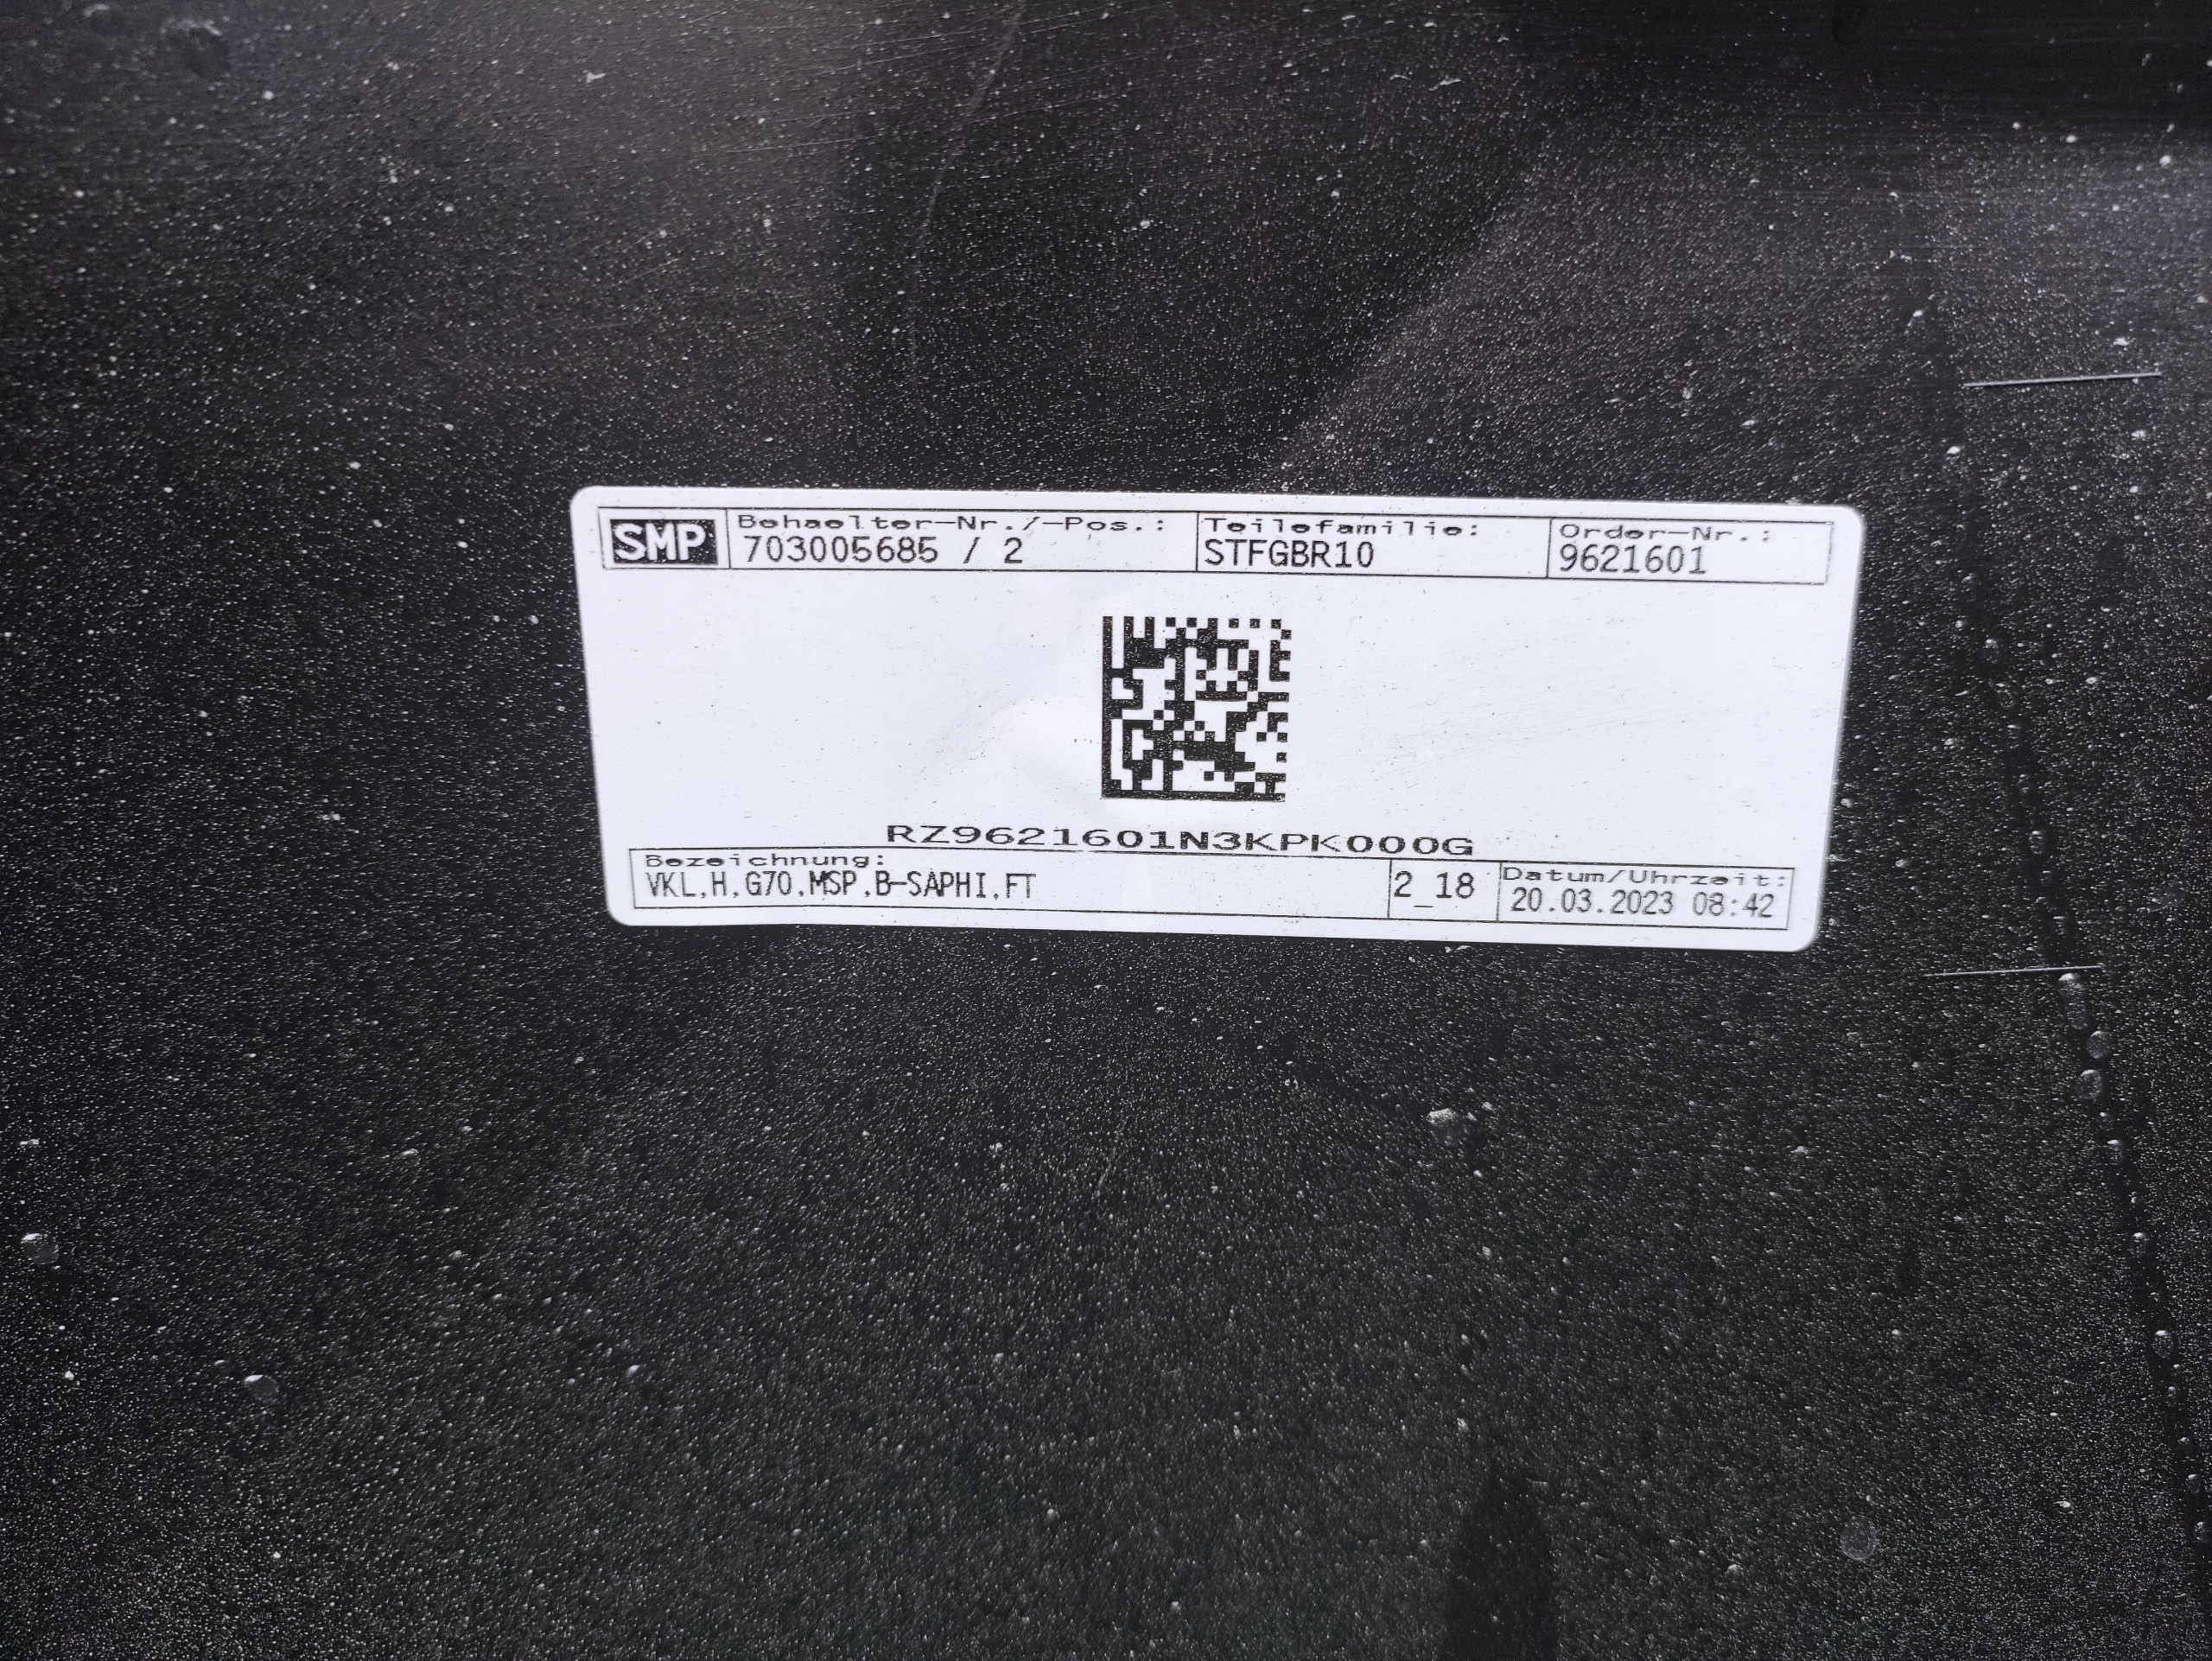 SMP
Behaelter-Nr./-Pos.:
703005685 / 2
Teilefamilie:
STFGBR10
Order-Nr.:
9621601
RZ9621601N3KPK000G
Bezeichnung:
VKL,H,G70,MSP,B-SAPHI,FT
2_18
Datum/Uhrzeit:
20.03.2023 08:42